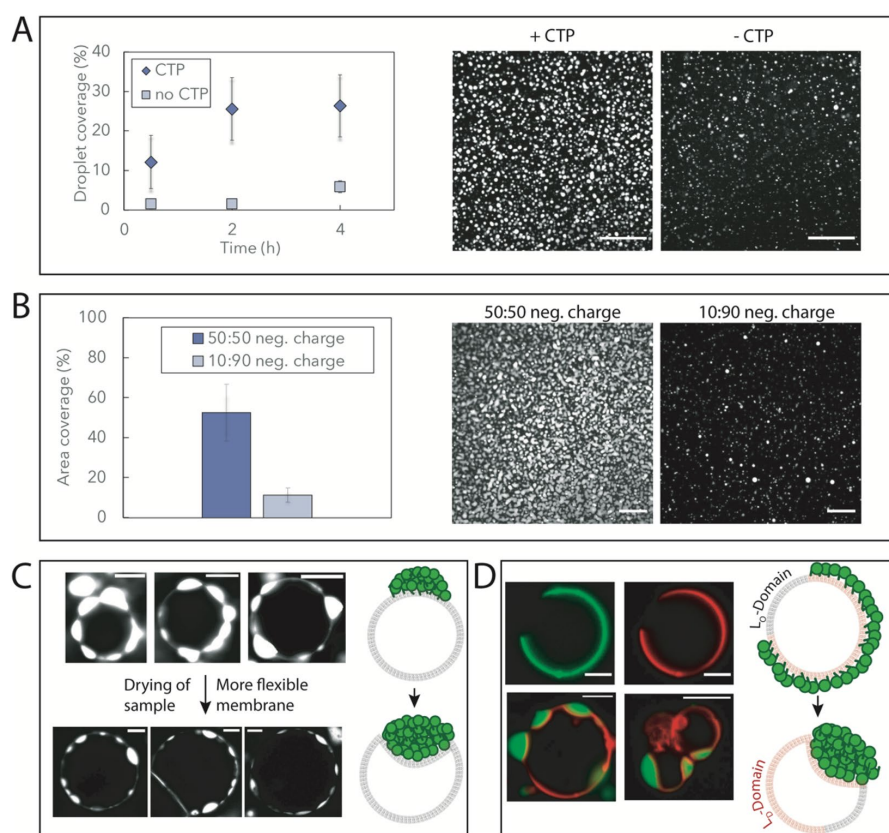 A
Droplet coverage (%)
40
30
20
10
0
CTP
no CTP
0
2
4
Time (h)
+ CTP
- CTP
B
Area coverage (%)
100
80
60
40
20
0
50:50 neg. charge
10:90 neg. charge
50:50 neg. charge
10:90 neg. charge
C
Drying of
sample
More flexible
membrane
D
Lo-Domain
LD-Domain